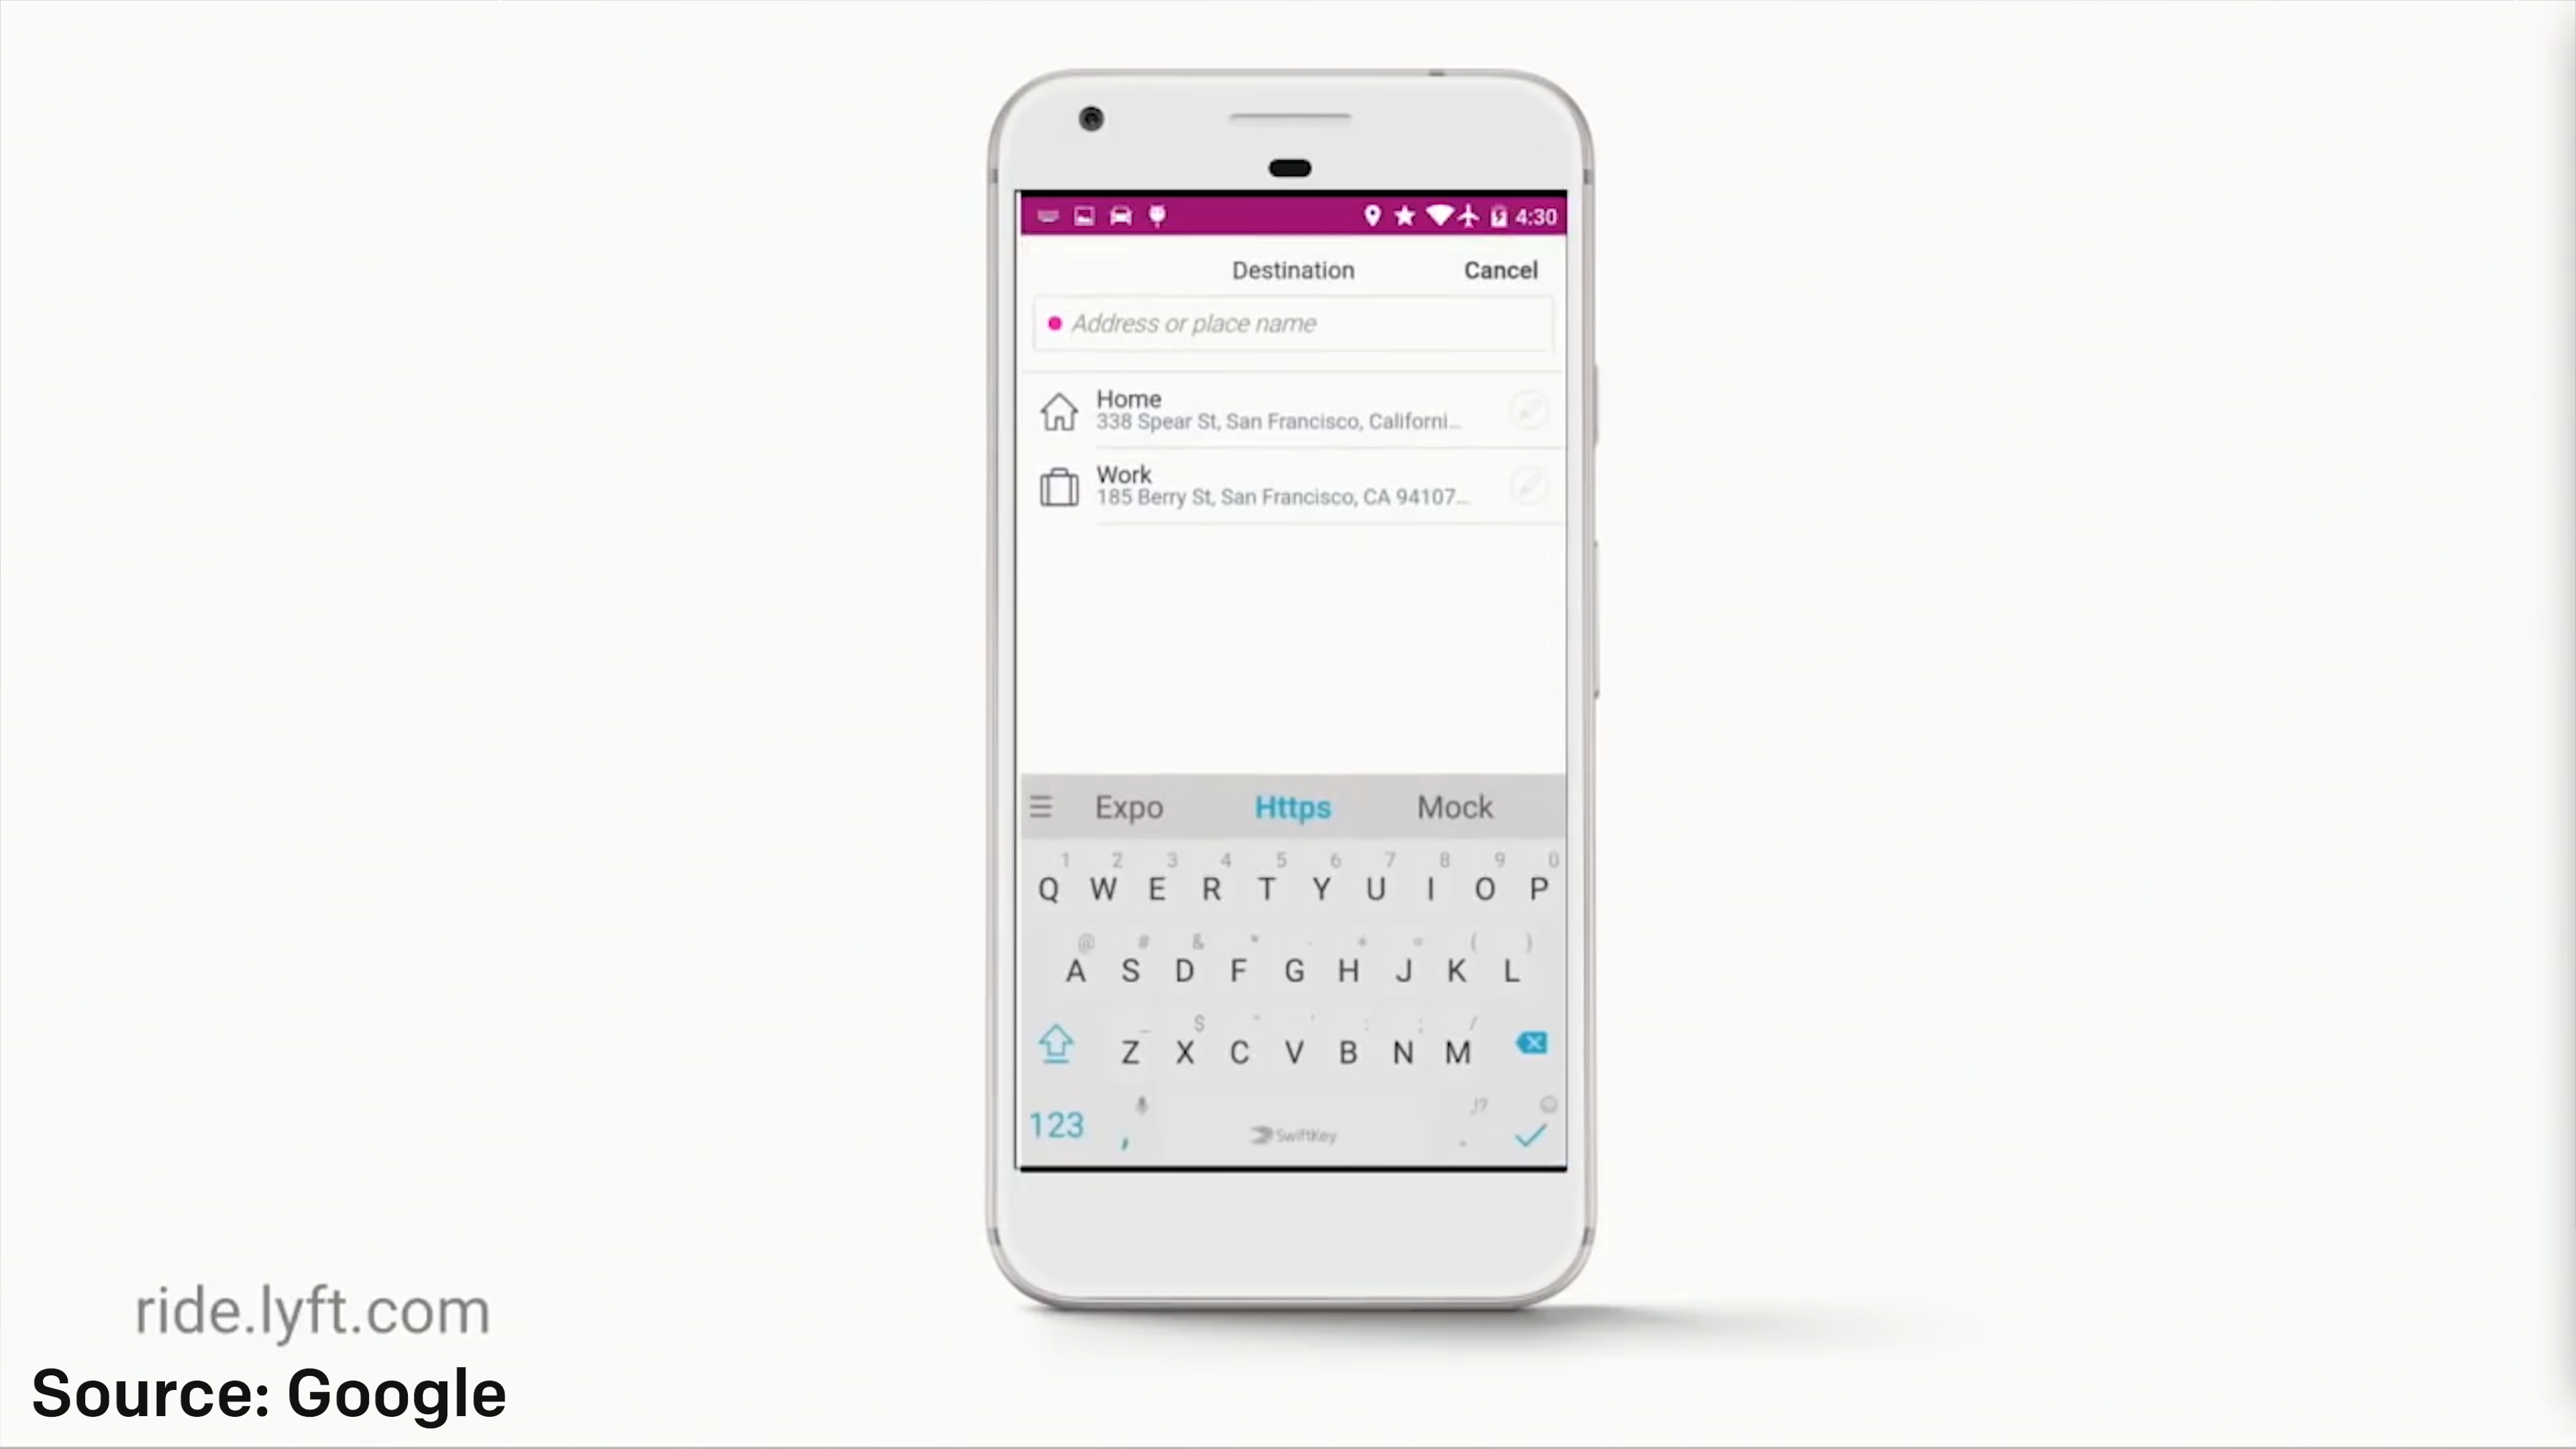 4:30
Destination
Cancel
Address or place name
Home
338 Spear St, San Francisco, Californi...
Work
185 Berry St, San Francisco, CA 94107...
Expo Https Mock
1 2 3 4 5 6 7 8 9 0
Q W E R T Y U I O P
@ # & * - + = ( )
A S D F G H J K L
_ $ " ' : ; /
Z X C V B N M
,!?
123 , SwiftKey .
ride.lyft.com
Source: Google